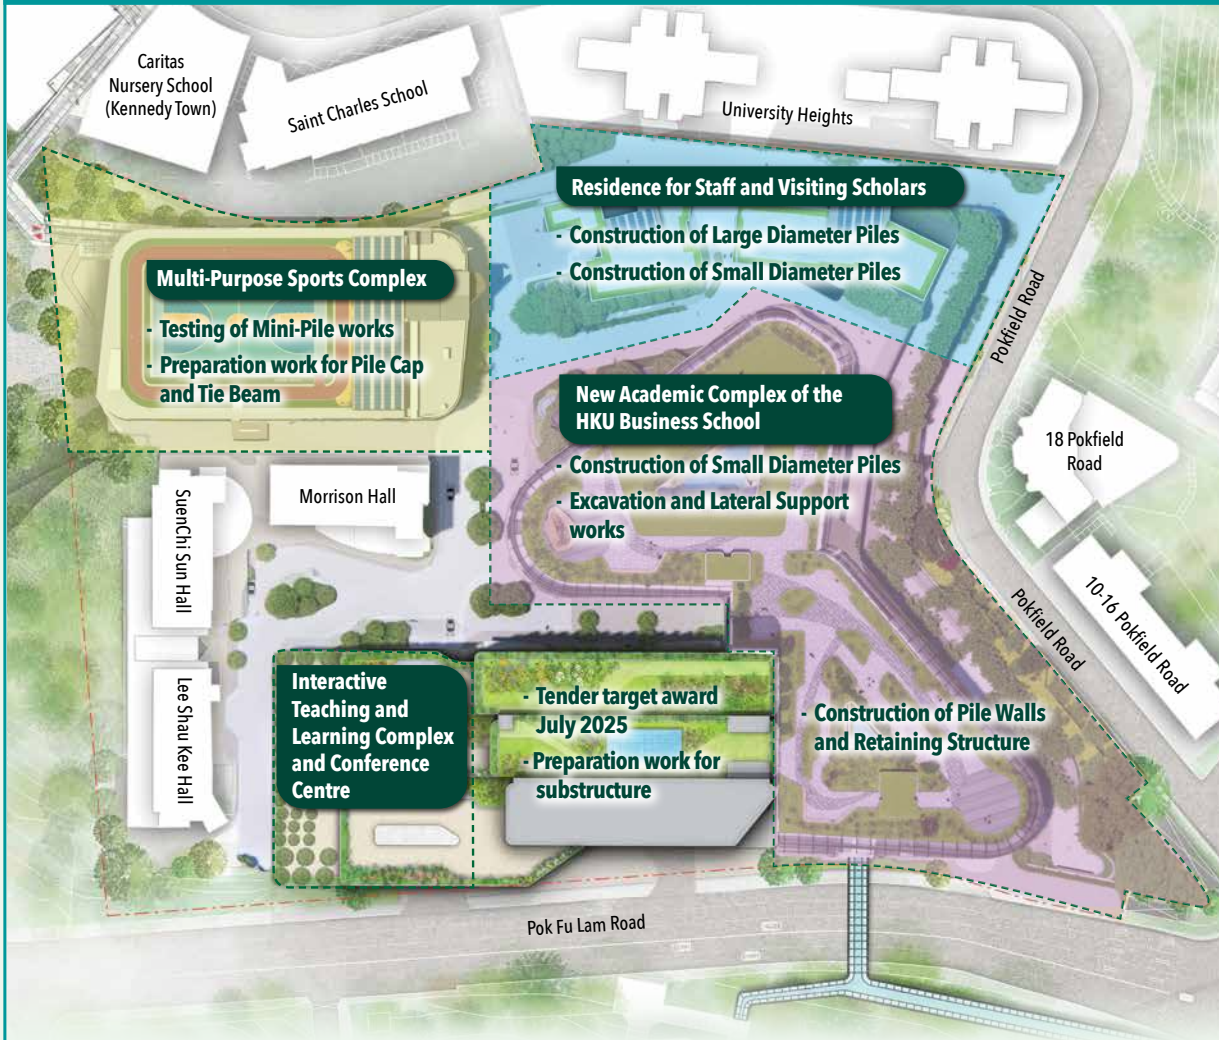 Caritas
Nursery School
(Kennedy Town)
Saint Charles School
University Heights
Residence for Staff and Visiting Scholars
- Construction of Large Diameter Piles
- Construction of Small Diameter Piles
Multi-Purpose Sports Complex
- Testing of Mini-Pile works
- Preparation work for Pile Cap
and Tie Beam
Pokfield Road
New Academic Complex of the
HKU Business School
- Construction of Small Diameter Piles
- Excavation and Lateral Support
works
18 Pokfield
Road
Morrison Hall
SuenChi Sun Hall
Pokfield Road
10-16 Pokfield Road
Lee Shau Kee Hall
Interactive
Teaching and
Learning Complex
and Conference
Centre
- Tender target award
July 2025
- Preparation work for
substructure
- Construction of Pile Walls
and Retaining Structure
Pok Fu Lam Road